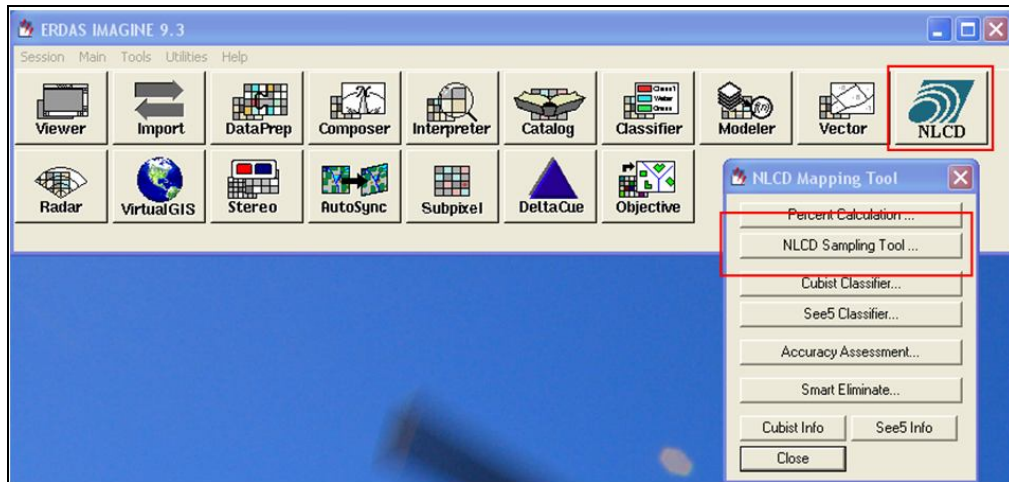 ERDAS IMAGINE 9.3
Session Main Tools Utilities Help
Viewer Import DataPrep Composer Interpreter Catalog Classifier Modeler Vector NLCD
Radar VirtualGIS Stereo AutoSync Subpixel DeltaCue Objective
NLCD Mapping Tool
Percent Calculation ...
NLCD Sampling Tool ...
Cubist Classifier...
See5 Classifier...
Accuracy Assessment...
Smart Eliminate...
Cubist Info See5 Info
Close